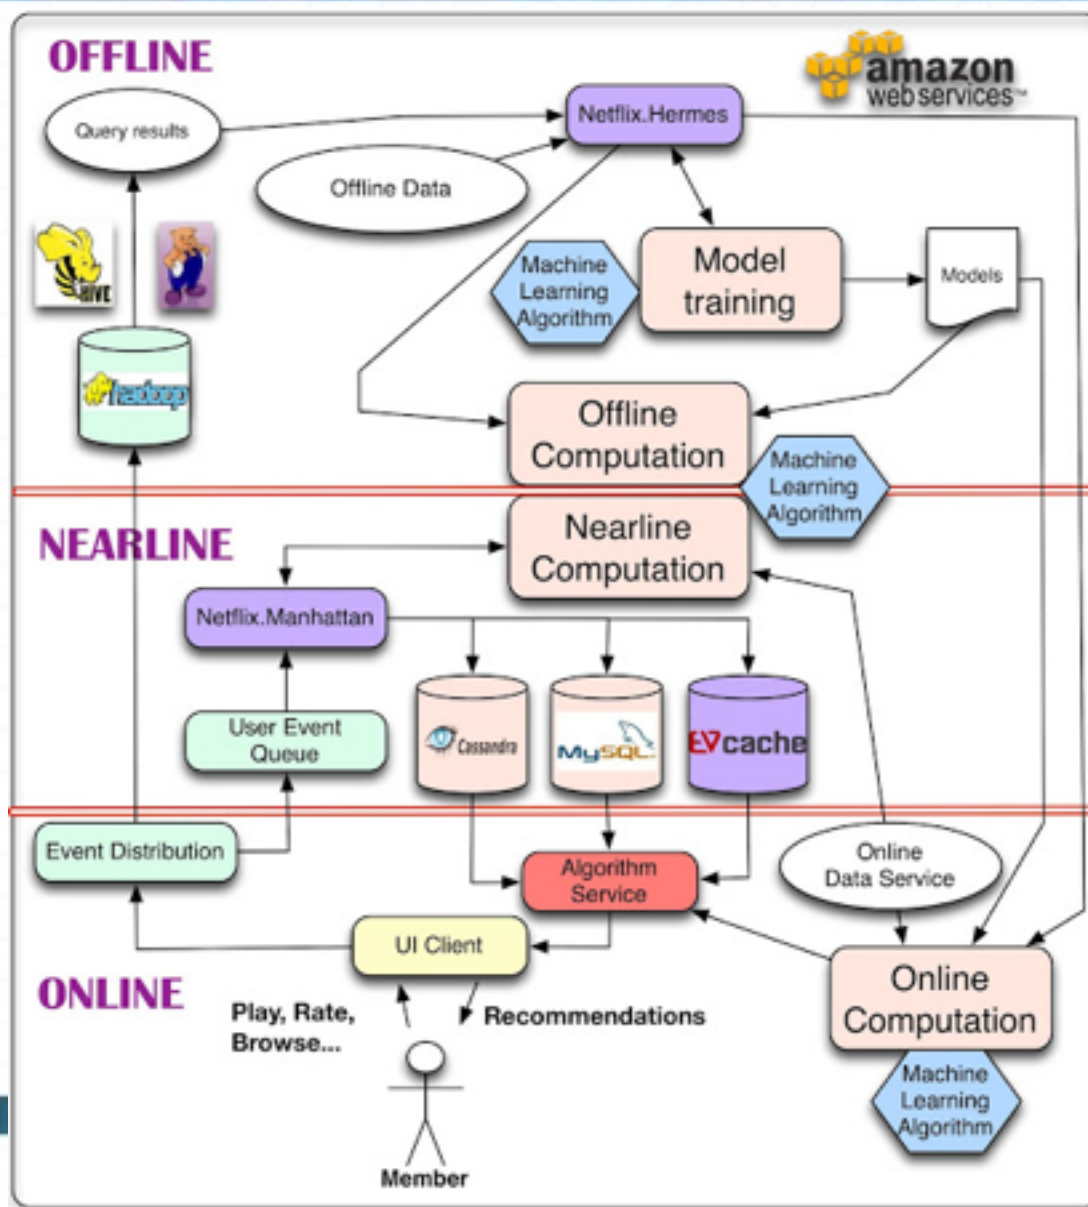 OFFLINE
amazon
web services™
Query results
Netflix.Hermes
Offline Data
HIVE
Machine
Learning
Algorithm
Model
training
Models
hadoop
Offline
Computation
Machine
Learning
Algorithm
NEARLINE
Nearline
Computation
Netflix.Manhattan
User Event
Queue
Cassandra
MySQL.
EVcache
Event Distribution
Algorithm
Service
Online
Data Service
UI Client
ONLINE
Play, Rate,
Browse...
Recommendations
Online
Computation
Machine
Learning
Algorithm
Member